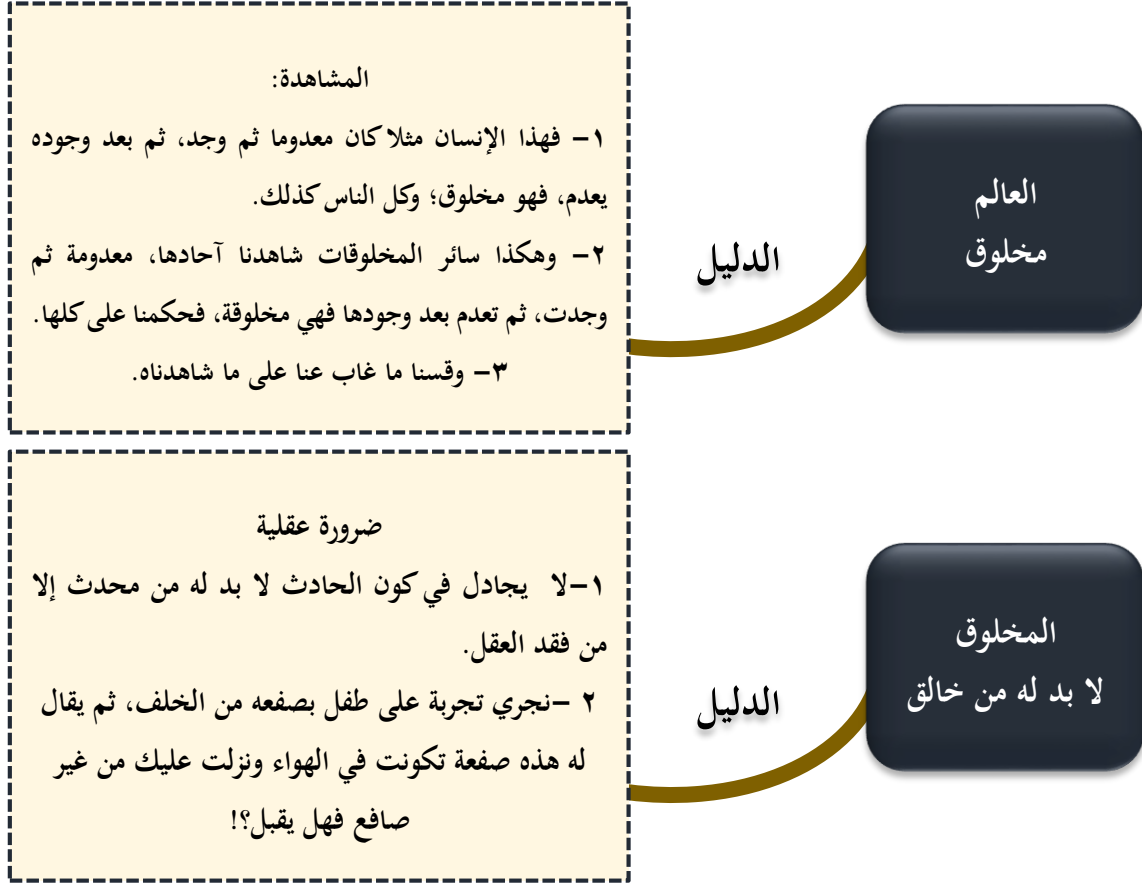 العالم
مخلوق
الدليل
المشاهدة:
١- فهذا الإنسان مثلا كان معدوما ثم وجد، ثم بعد وجوده
يعدم، فهو مخلوق؛ وكل الناس كذلك.
٢- وهكذا سائر المخلوقات شاهدنا آحادها، معدومة ثم
وجدت، ثم تعدم بعد وجودها فهي مخلوقة، فحكمنا على كلها.
٣- وقسنا ما غاب عنا على ما شاهدناه.
المخلوق
لا بد له من خالق
الدليل
ضرورة عقلية
١-لا يجادل في كون الحادث لا بد له من محدث إلا
من فقد العقل.
٢ -نجري تجربة على طفل بصفعه من الخلف، ثم يقال
له هذه صفعة تكونت في الهواء ونزلت عليك من غير
صافع فهل يقبل؟!